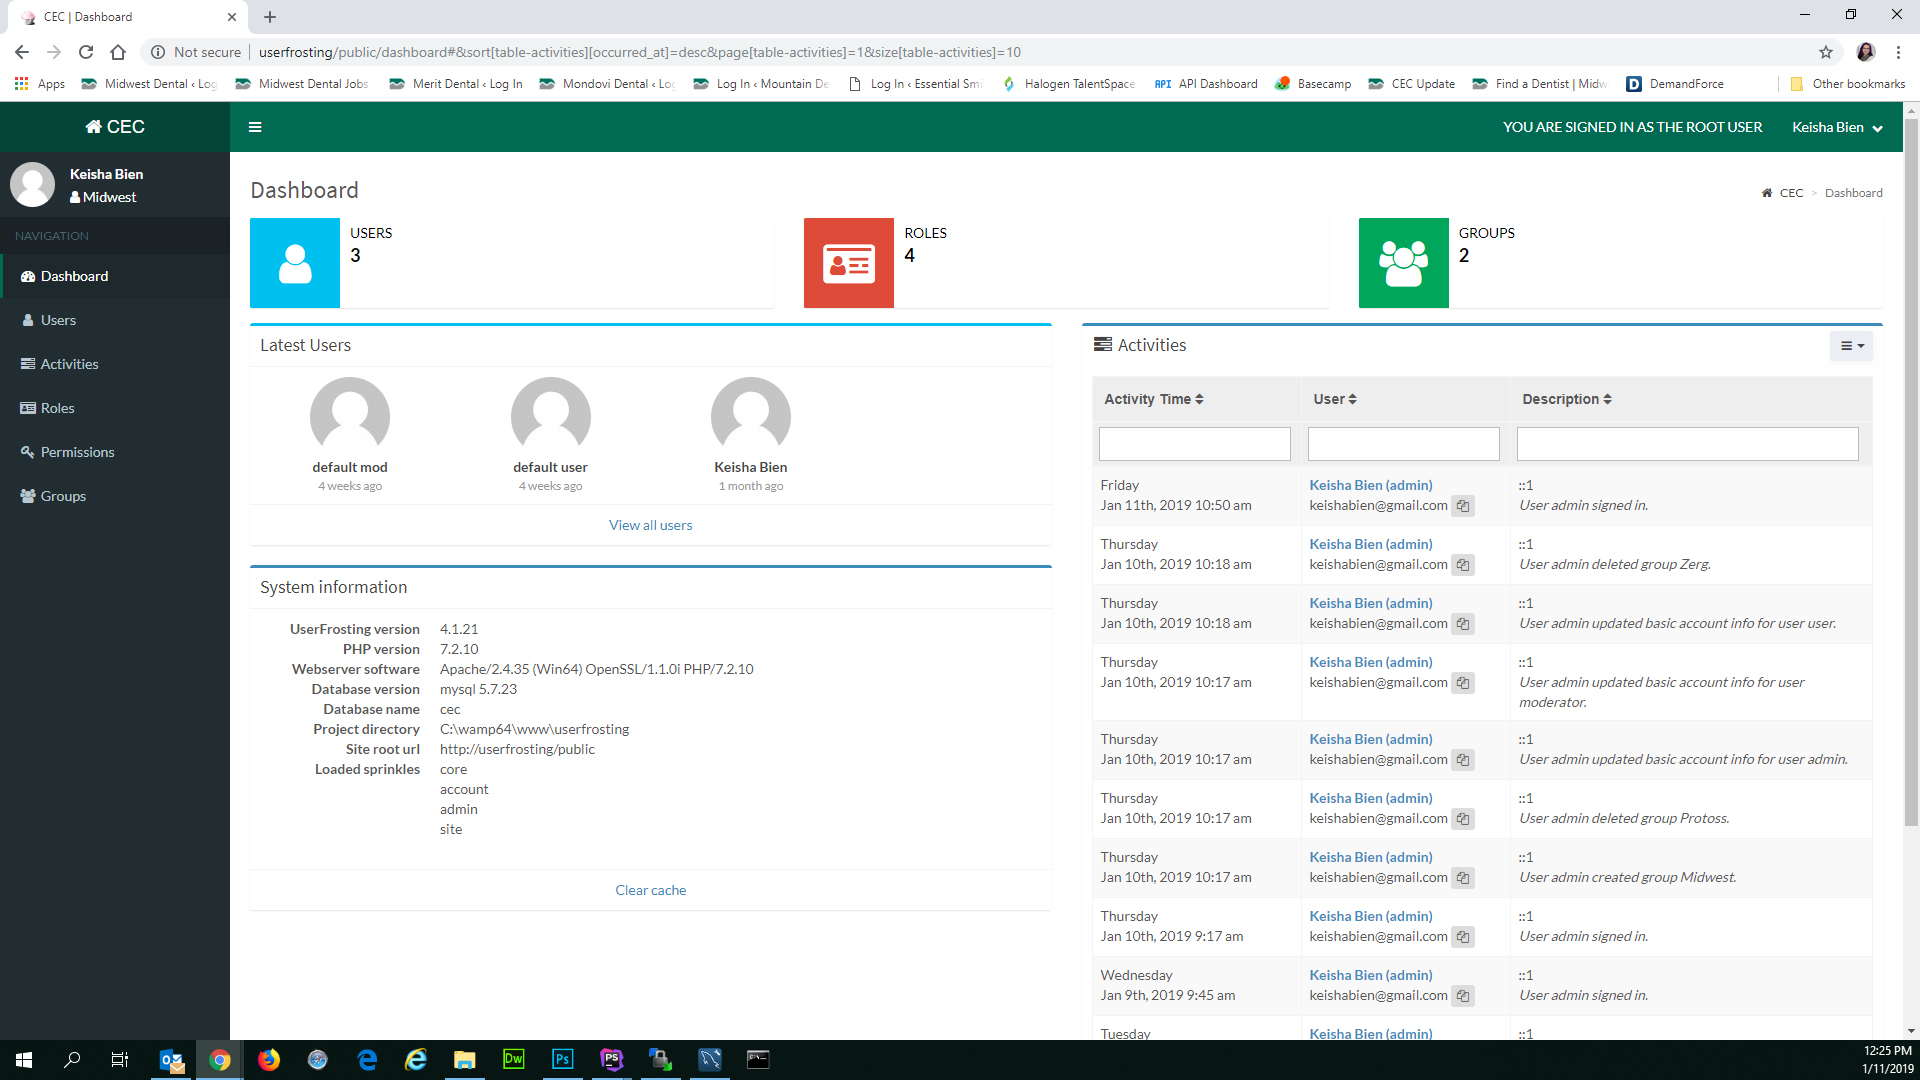 CEC | Dashboard
Not secure | userfrosting/public/dashboard#&sort[table-activities][occurred_at]=desc&page[table-activities]=1&size[table-activities]=10
Apps Midwest Dental ‹ Log Midwest Dental Jobs Merit Dental ‹ Log In Mondovi Dental ‹ Log Log In ‹ Mountain De Log In ‹ Essential Smi Halogen TalentSpace API API Dashboard Basecamp CEC Update Find a Dentist | Midw D DemandForce Other bookmarks
CEC
YOU ARE SIGNED IN AS THE ROOT USER Keisha Bien
Keisha Bien
Midwest
NAVIGATION
Dashboard
Users
Activities
Roles
Permissions
Groups
Dashboard
CEC > Dashboard
USERS
3
ROLES
4
GROUPS
2
Latest Users
default mod
4 weeks ago
default user
4 weeks ago
Keisha Bien
1 month ago
View all users
System information
UserFrosting version 4.1.21
PHP version 7.2.10
Webserver software Apache/2.4.35 (Win64) OpenSSL/1.1.0i PHP/7.2.10
Database version mysql 5.7.23
Database name cec
Project directory C:\wamp64\www\userfrosting
Site root url http://userfrosting/public
Loaded sprinkles core
account
admin
site
Clear cache
Activities
Activity Time User Description
Friday Keisha Bien (admin) ::1
Jan 11th, 2019 10:50 am keishabien@gmail.com User admin signed in.
Thursday Keisha Bien (admin) ::1
Jan 10th, 2019 10:18 am keishabien@gmail.com User admin deleted group Zerg.
Thursday Keisha Bien (admin) ::1
Jan 10th, 2019 10:18 am keishabien@gmail.com User admin updated basic account info for user user.
Thursday Keisha Bien (admin) ::1
Jan 10th, 2019 10:17 am keishabien@gmail.com User admin updated basic account info for user
moderator.
Thursday Keisha Bien (admin) ::1
Jan 10th, 2019 10:17 am keishabien@gmail.com User admin updated basic account info for user admin.
Thursday Keisha Bien (admin) ::1
Jan 10th, 2019 10:17 am keishabien@gmail.com User admin deleted group Protoss.
Thursday Keisha Bien (admin) ::1
Jan 10th, 2019 10:17 am keishabien@gmail.com User admin created group Midwest.
Thursday Keisha Bien (admin) ::1
Jan 10th, 2019 9:17 am keishabien@gmail.com User admin signed in.
Wednesday Keisha Bien (admin) ::1
Jan 9th, 2019 9:45 am keishabien@gmail.com User admin signed in.
Tuesday Keisha Bien (admin) ::1
Dw Ps PS
12:25 PM
1/11/2019